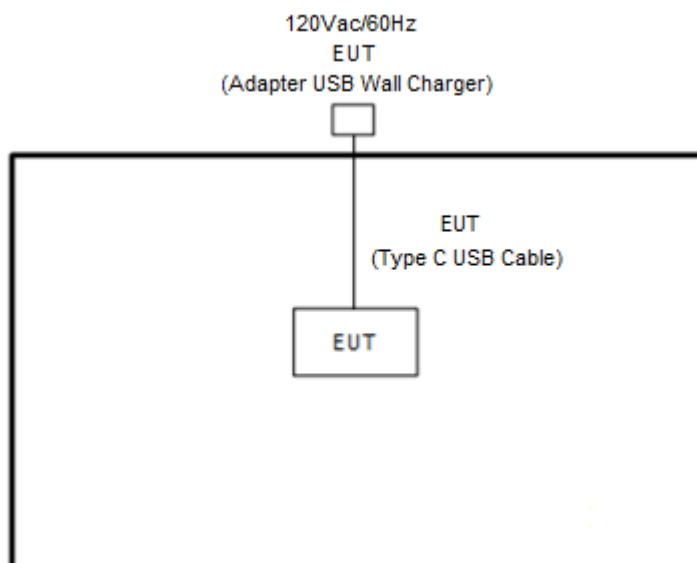 120Vac/60Hz
EUT
(Adapter USB Wall Charger)
EUT
(Type C USB Cable)
EUT